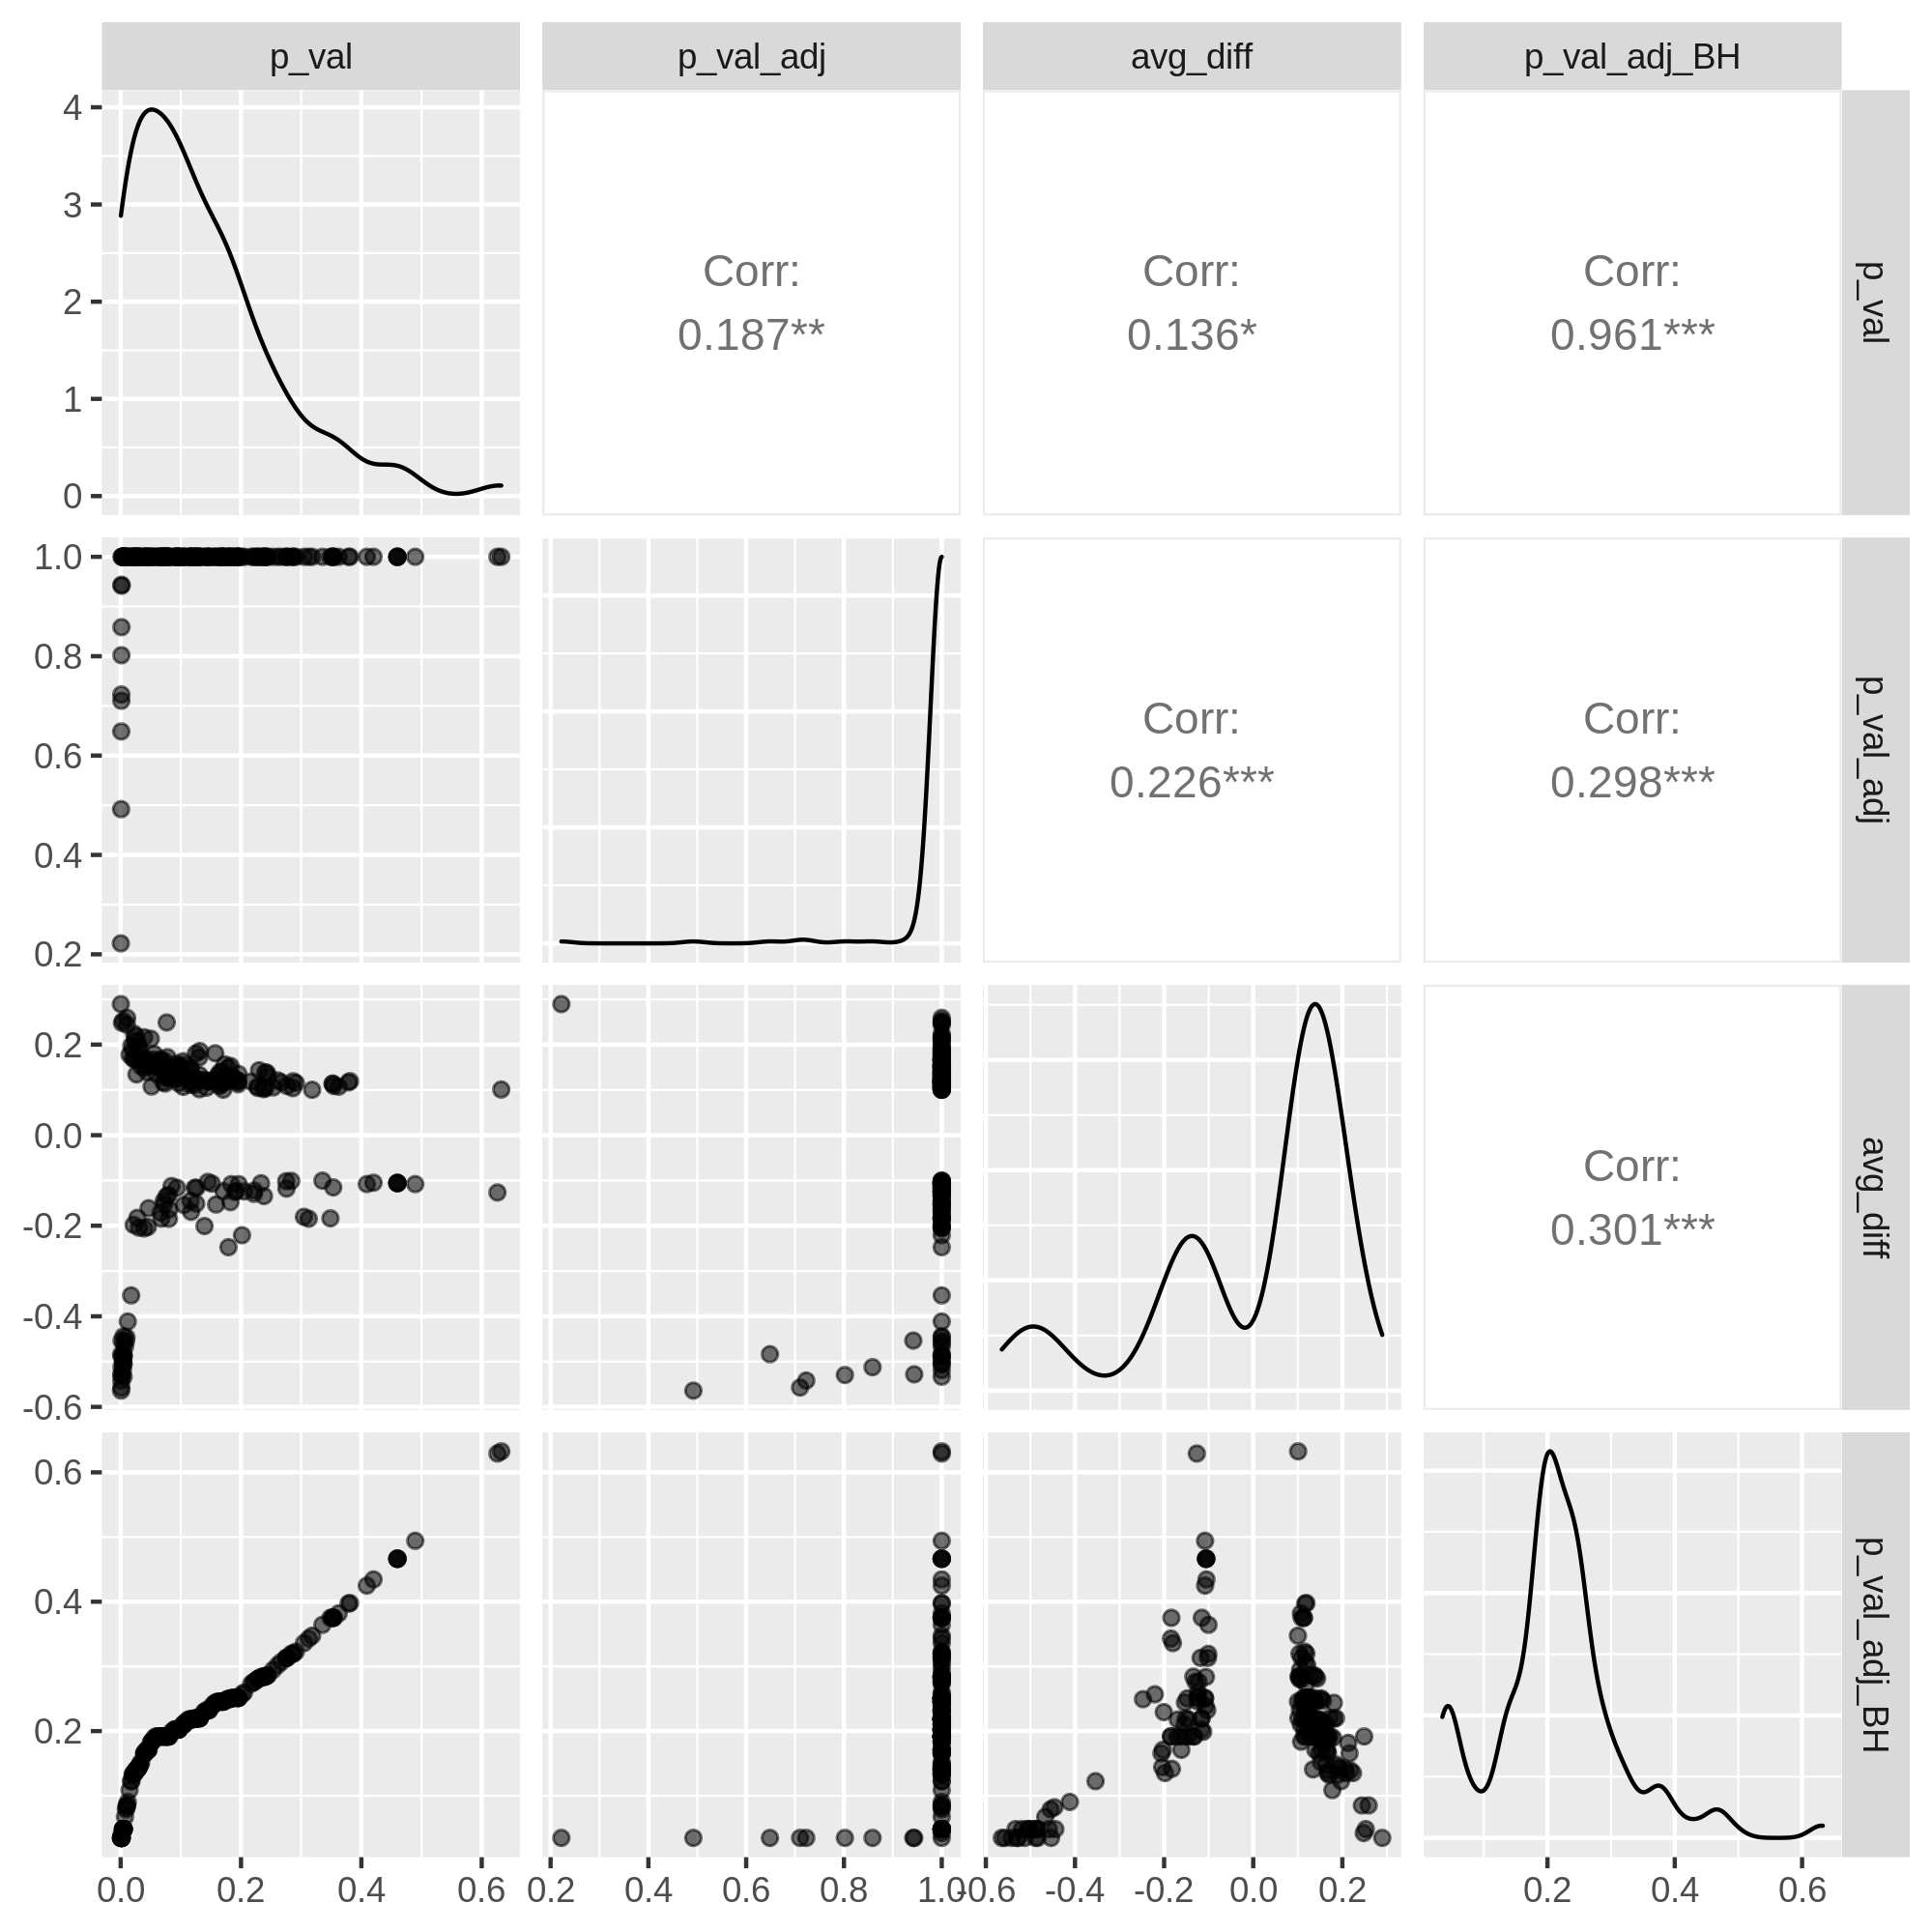 p_val p_val_adj avg_diff p_val_adj_BH
4
3
2
1
0
Corr:
0.187**
Corr:
0.136*
Corr:
0.961***
p_val
1.0
0.8
0.6
0.4
0.2
Corr:
0.226***
Corr:
0.298***
p_val_adj
0.2
0.0
-0.2
-0.4
-0.6
Corr:
0.301***
avg_diff
0.6
0.4
0.2
p_val_adj_BH
0.0 0.2 0.4 0.6 0.2 0.4 0.6 0.8 1.0 -0.6 -0.4 -0.2 0.0 0.2 0.2 0.4 0.6